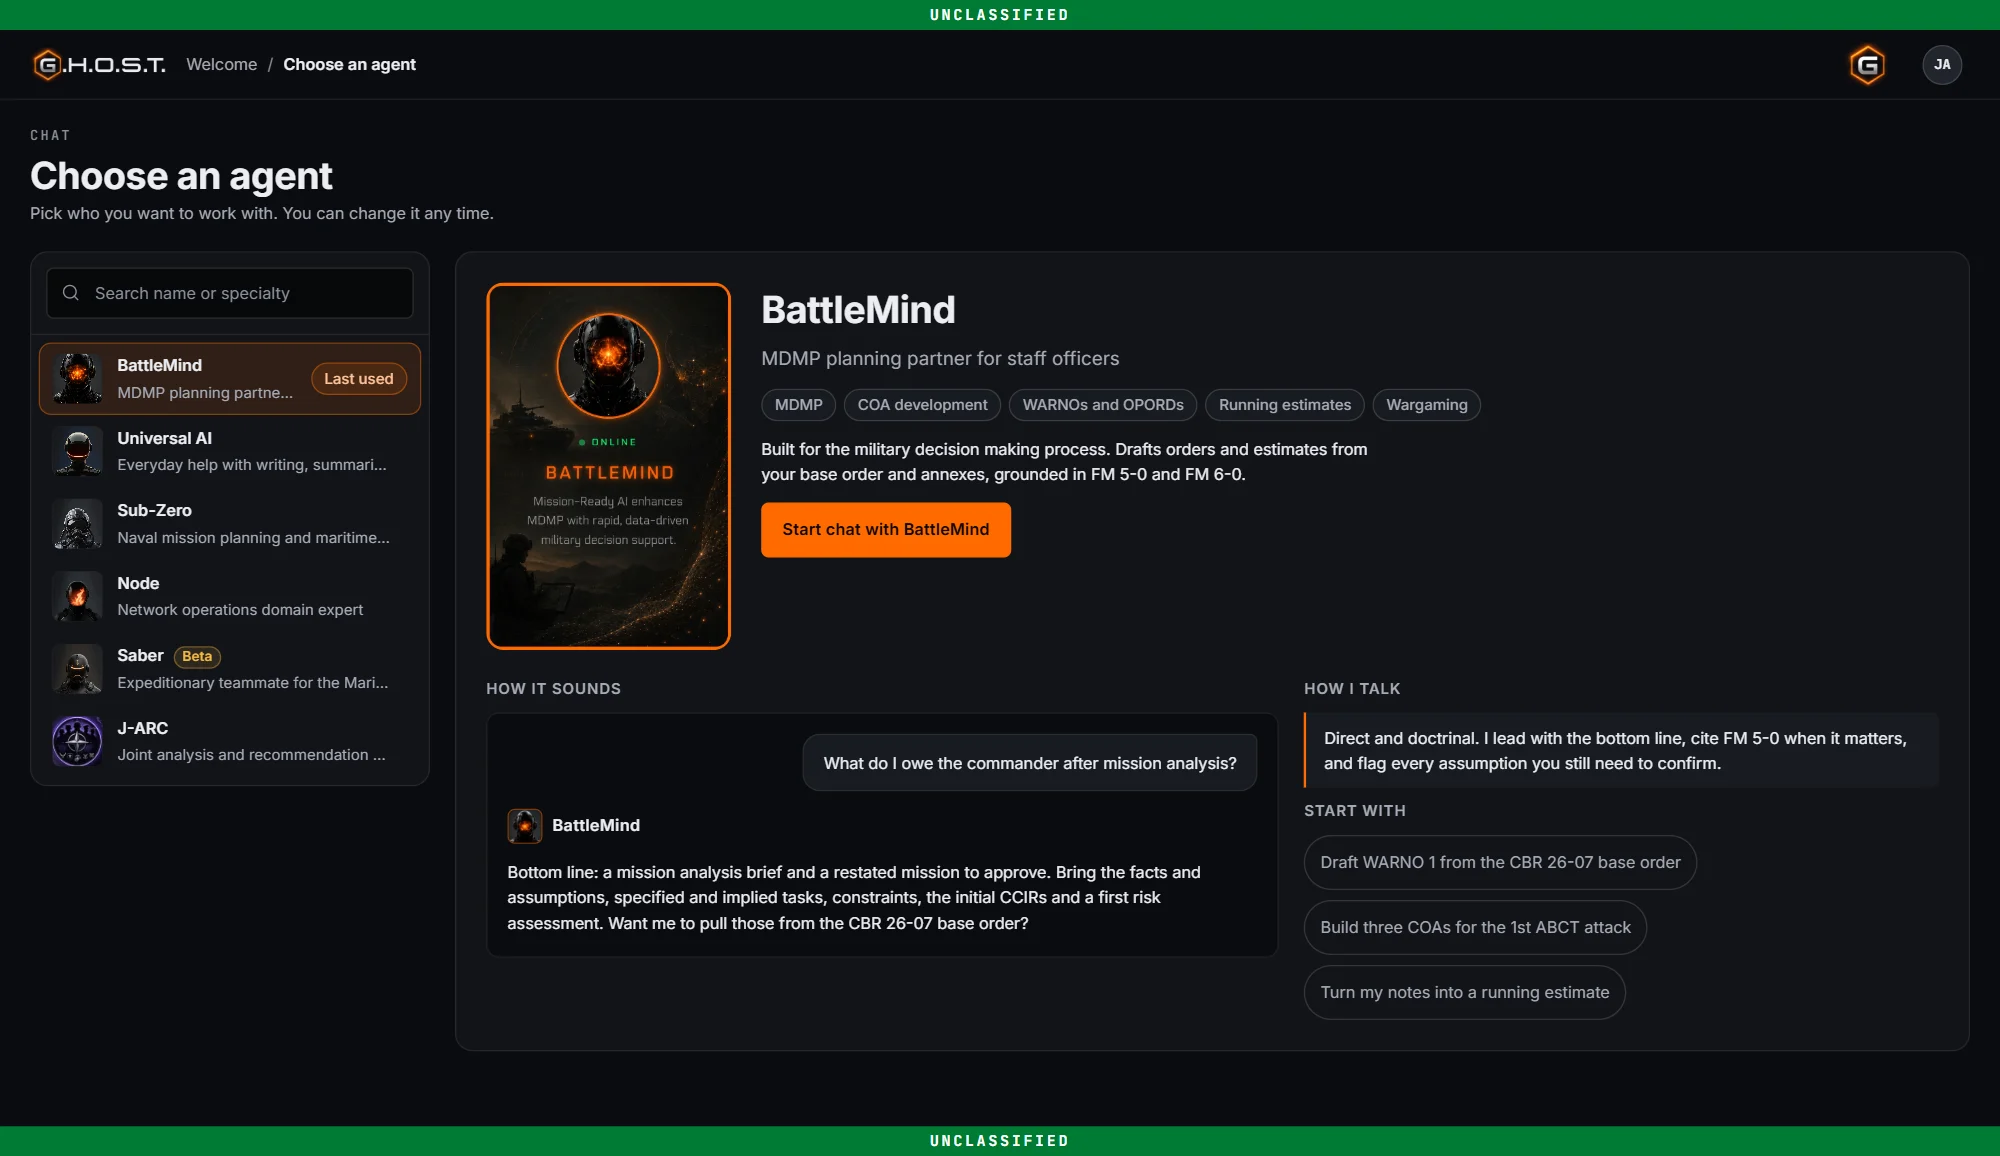 UNCLASSIFIED
G.H.O.S.T.
Welcome / Choose an agent
G
JA
CHAT
Choose an agent
Pick who you want to work with. You can change it any time.
Search name or specialty
BattleMind
MDMP planning partne...
Last used
Universal AI
Everyday help with writing, summari...
Sub-Zero
Naval mission planning and maritime...
Node
Network operations domain expert
Saber Beta
Expeditionary teammate for the Mari...
J-ARC
Joint analysis and recommendation ...
ONLINE
BATTLEMIND
Mission-Ready AI enhances
MDMP with rapid, data-driven
military decision support.
BattleMind
MDMP planning partner for staff officers
MDMP
COA development
WARNOs and OPORDs
Running estimates
Wargaming
Built for the military decision making process. Drafts orders and estimates from
your base order and annexes, grounded in FM 5-0 and FM 6-0.
Start chat with BattleMind
HOW IT SOUNDS
What do I owe the commander after mission analysis?
BattleMind
Bottom line: a mission analysis brief and a restated mission to approve. Bring the facts and
assumptions, specified and implied tasks, constraints, the initial CCIRs and a first risk
assessment. Want me to pull those from the CBR 26-07 base order?
HOW I TALK
Direct and doctrinal. I lead with the bottom line, cite FM 5-0 when it matters,
and flag every assumption you still need to confirm.
START WITH
Draft WARNO 1 from the CBR 26-07 base order
Build three COAs for the 1st ABCT attack
Turn my notes into a running estimate
UNCLASSIFIED